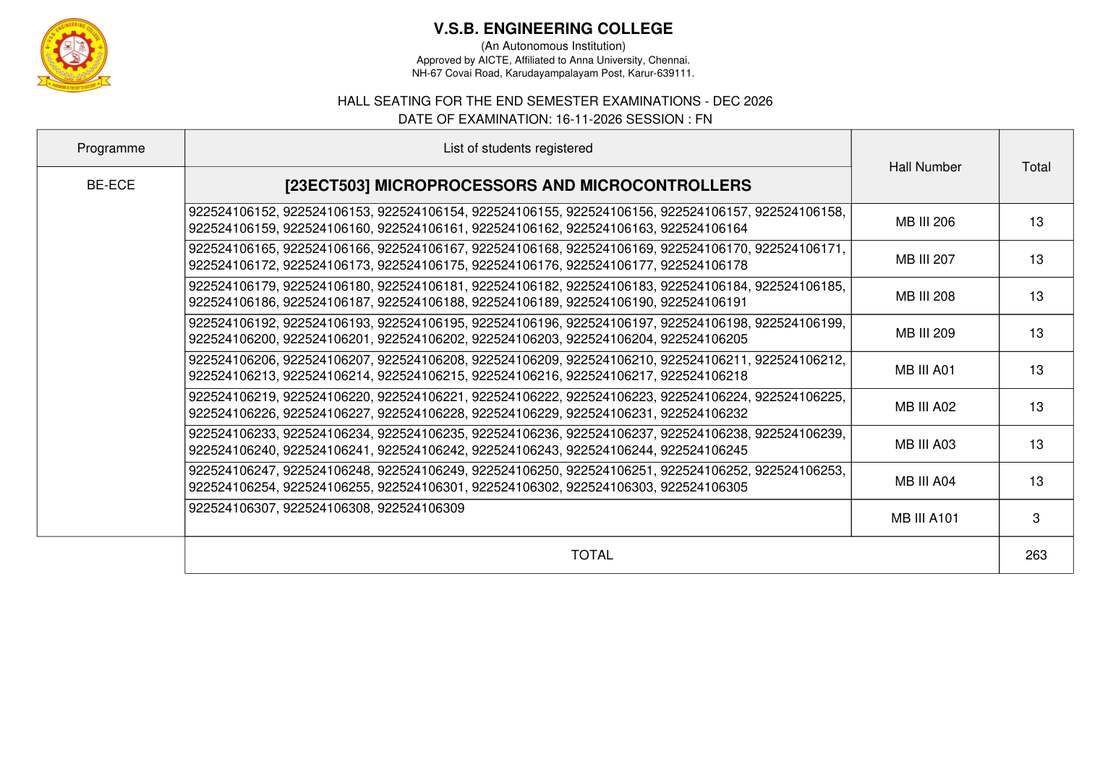 V.S.B. ENGINEERING COLLEGE
(An Autonomous Institution)
Approved by AICTE, Affiliated to Anna University, Chennai.
NH-67 Covai Road, Karudayampalayam Post, Karur-639111.
HALL SEATING FOR THE END SEMESTER EXAMINATIONS - DEC 2026
DATE OF EXAMINATION: 16-11-2026 SESSION : FN
Programme List of students registered Hall Number Total
BE-ECE [23ECT503] MICROPROCESSORS AND MICROCONTROLLERS
922524106152, 922524106153, 922524106154, 922524106155, 922524106156, 922524106157, 922524106158,
922524106159, 922524106160, 922524106161, 922524106162, 922524106163, 922524106164
MB III 206 13
922524106165, 922524106166, 922524106167, 922524106168, 922524106169, 922524106170, 922524106171,
922524106172, 922524106173, 922524106175, 922524106176, 922524106177, 922524106178
MB III 207 13
922524106179, 922524106180, 922524106181, 922524106182, 922524106183, 922524106184, 922524106185,
922524106186, 922524106187, 922524106188, 922524106189, 922524106190, 922524106191
MB III 208 13
922524106192, 922524106193, 922524106195, 922524106196, 922524106197, 922524106198, 922524106199,
922524106200, 922524106201, 922524106202, 922524106203, 922524106204, 922524106205
MB III 209 13
922524106206, 922524106207, 922524106208, 922524106209, 922524106210, 922524106211, 922524106212,
922524106213, 922524106214, 922524106215, 922524106216, 922524106217, 922524106218
MB III A01 13
922524106219, 922524106220, 922524106221, 922524106222, 922524106223, 922524106224, 922524106225,
922524106226, 922524106227, 922524106228, 922524106229, 922524106231, 922524106232
MB III A02 13
922524106233, 922524106234, 922524106235, 922524106236, 922524106237, 922524106238, 922524106239,
922524106240, 922524106241, 922524106242, 922524106243, 922524106244, 922524106245
MB III A03 13
922524106247, 922524106248, 922524106249, 922524106250, 922524106251, 922524106252, 922524106253,
922524106254, 922524106255, 922524106301, 922524106302, 922524106303, 922524106305
MB III A04 13
922524106307, 922524106308, 922524106309
MB III A101 3
TOTAL 263